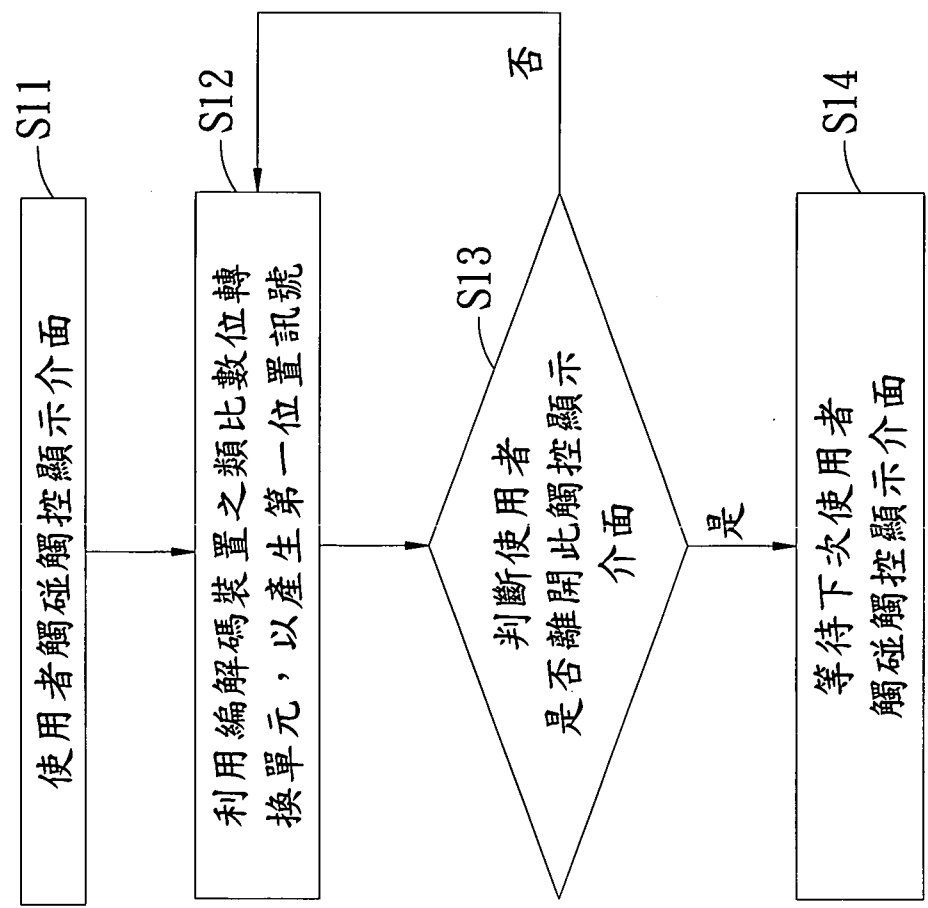 S11
使用者觸碰觸控顯示介面
S12
利用編解碼裝置之類比數位轉
換單元，以產生第一位置訊號
否
S13
判斷使用者
是否離開此觸控顯示
介面
是
S14
等待下次使用者
觸碰觸控顯示介面